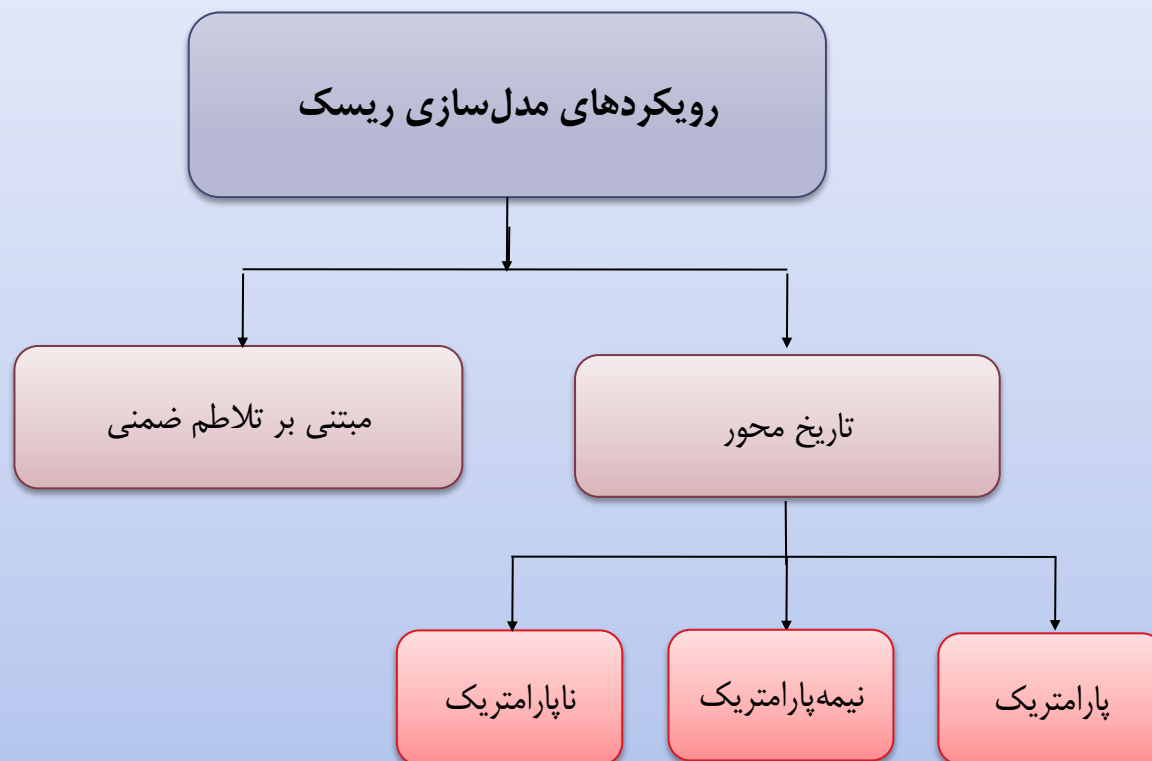 رویکردهای مدل‌سازی ریسک
تاریخ محور
مبتنی بر تلاطم ضمنی
پارامتریک
نیمه‌پارامتریک
ناپارامتریک